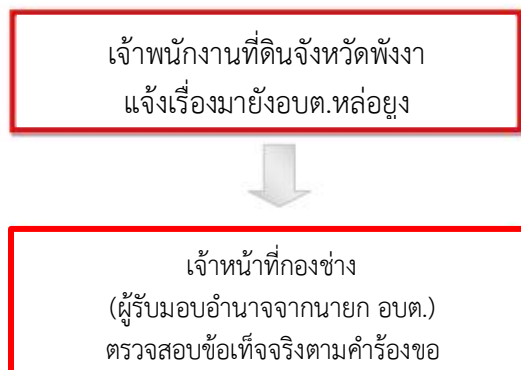 เจ้าพนักงานที่ดินจังหวัดพังงา
แจ้งเรื่องมายังอบต.หล่อยูง
เจ้าหน้าที่กองช่าง
(ผู้รับมอบอำนาจจากนายก อบต.)
ตรวจสอบข้อเท็จจริงตามคำร้องขอ